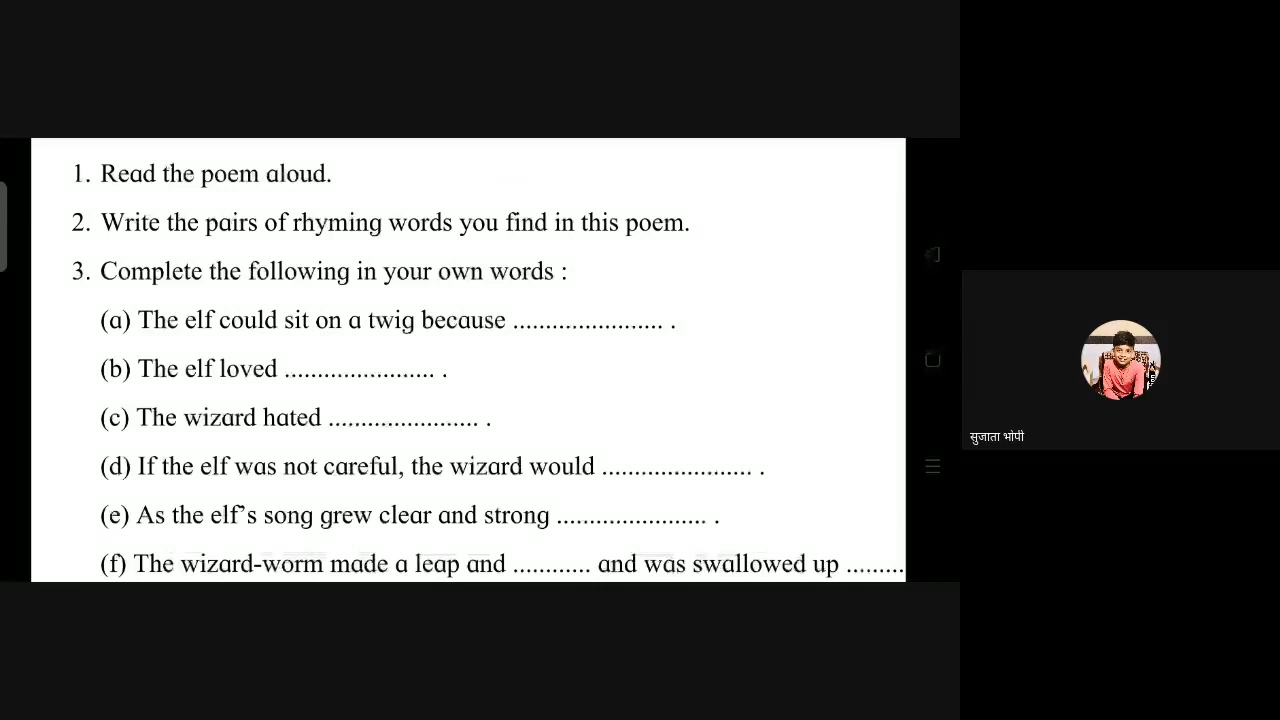 1. Read the poem aloud.
2. Write the pairs of rhyming words you find in this poem.
3. Complete the following in your own words :
(a) The elf could sit on a twig because ....................... .
(b) The elf loved ....................... .
(c) The wizard hated ....................... .
(d) If the elf was not careful, the wizard would ....................... .
(e) As the elf's song grew clear and strong ....................... .
(f) The wizard-worm made a leap and ............ and was swallowed up .........
सुजाता भोपी